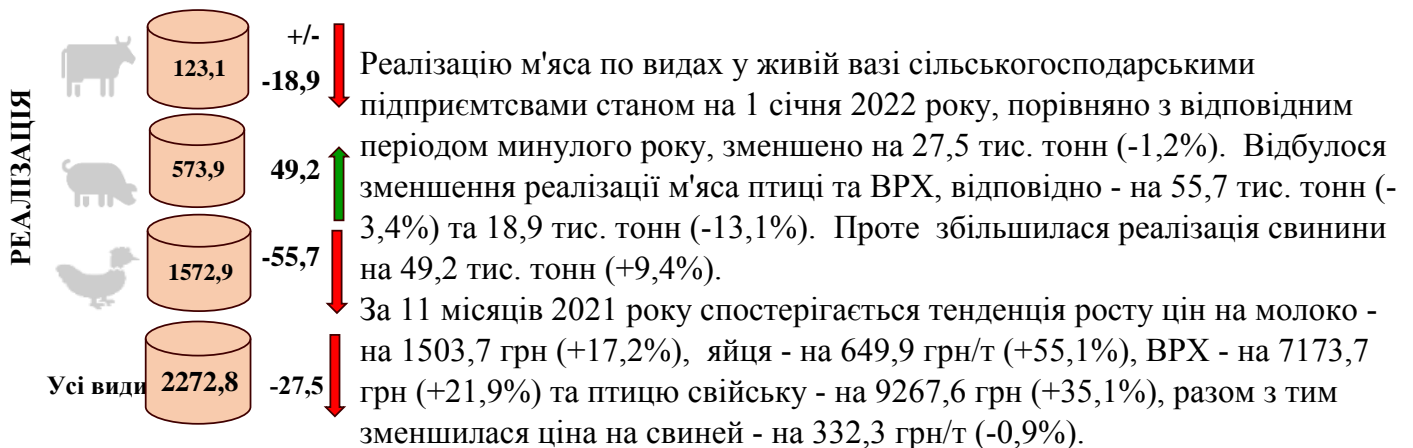 РЕАЛІЗАЦІЯ
+/-
123,1
-18,9
573,9
49,2
1572,9
-55,7
Усі види
2272,8
-27,5
Реалізацію м'яса по видах у живій вазі сільськогосподарськими
підприємтсвами станом на 1 січня 2022 року, порівняно з відповідним
періодом минулого року, зменшено на 27,5 тис. тонн (-1,2%). Відбулося
зменшення реалізації м'яса птиці та ВРХ, відповідно - на 55,7 тис. тонн (-
3,4%) та 18,9 тис. тонн (-13,1%). Проте збільшилася реалізація свинини
на 49,2 тис. тонн (+9,4%).
За 11 місяців 2021 року спостерігається тенденція росту цін на молоко -
на 1503,7 грн (+17,2%), яйця - на 649,9 грн/т (+55,1%), ВРХ - на 7173,7
грн (+21,9%) та птицю свійську - на 9267,6 грн (+35,1%), разом з тим
зменшилася ціна на свиней - на 332,3 грн/т (-0,9%).